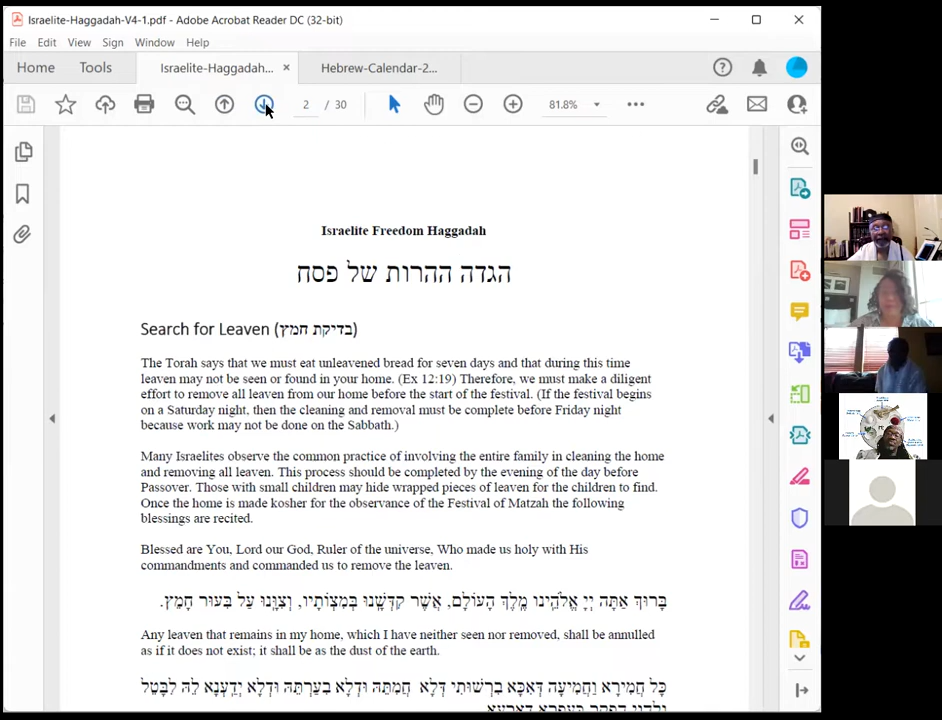 Israelite-Haggadah-V4-1.pdf - Adobe Acrobat Reader DC (32-bit)
File Edit View Sign Window Help
Home Tools Israelite-Haggadah... × Hebrew-Calendar-2...
2 / 30 81.8%
Israelite Freedom Haggadah
הגדה ההרות של פסח
Search for Leaven (בדיקת חמץ)
The Torah says that we must eat unleavened bread for seven days and that during this time
leaven may not be seen or found in your home. (Ex 12:19) Therefore, we must make a diligent
effort to remove all leaven from our home before the start of the festival. (If the festival begins
on a Saturday night, then the cleaning and removal must be complete before Friday night
because work may not be done on the Sabbath.)
Many Israelites observe the common practice of involving the entire family in cleaning the home
and removing all leaven. This process should be completed by the evening of the day before
Passover. Those with small children may hide wrapped pieces of leaven for the children to find.
Once the home is made kosher for the observance of the Festival of Matzah the following
blessings are recited.
Blessed are You, Lord our God, Ruler of the universe, Who made us holy with His
commandments and commanded us to remove the leaven.
בָּרוּךְ אַתָּה יְיָ אֱלֹהֵֽינוּ מֶֽלֶךְ הָעוֹלָם, אֲשֶׁר קִדְּשָֽׁנוּ בְּמִצְוֹתָיו, וְצִוָּֽנוּ עַל בִּעוּר חָמֵץ.
Any leaven that remains in my home, which I have neither seen nor removed, shall be annulled
as if it does not exist; it shall be as the dust of the earth.
כָּל חֲמִירָא וַחֲמִיעָה דְּאִכָּא בִרְשׁוּתִי דְּלָא חֲמִתֵּהּ וּדְלָא בִעַרְתֵּהּ וּדְלָא יְדַֽעְנָא לֵהּ לִבָּטֵל